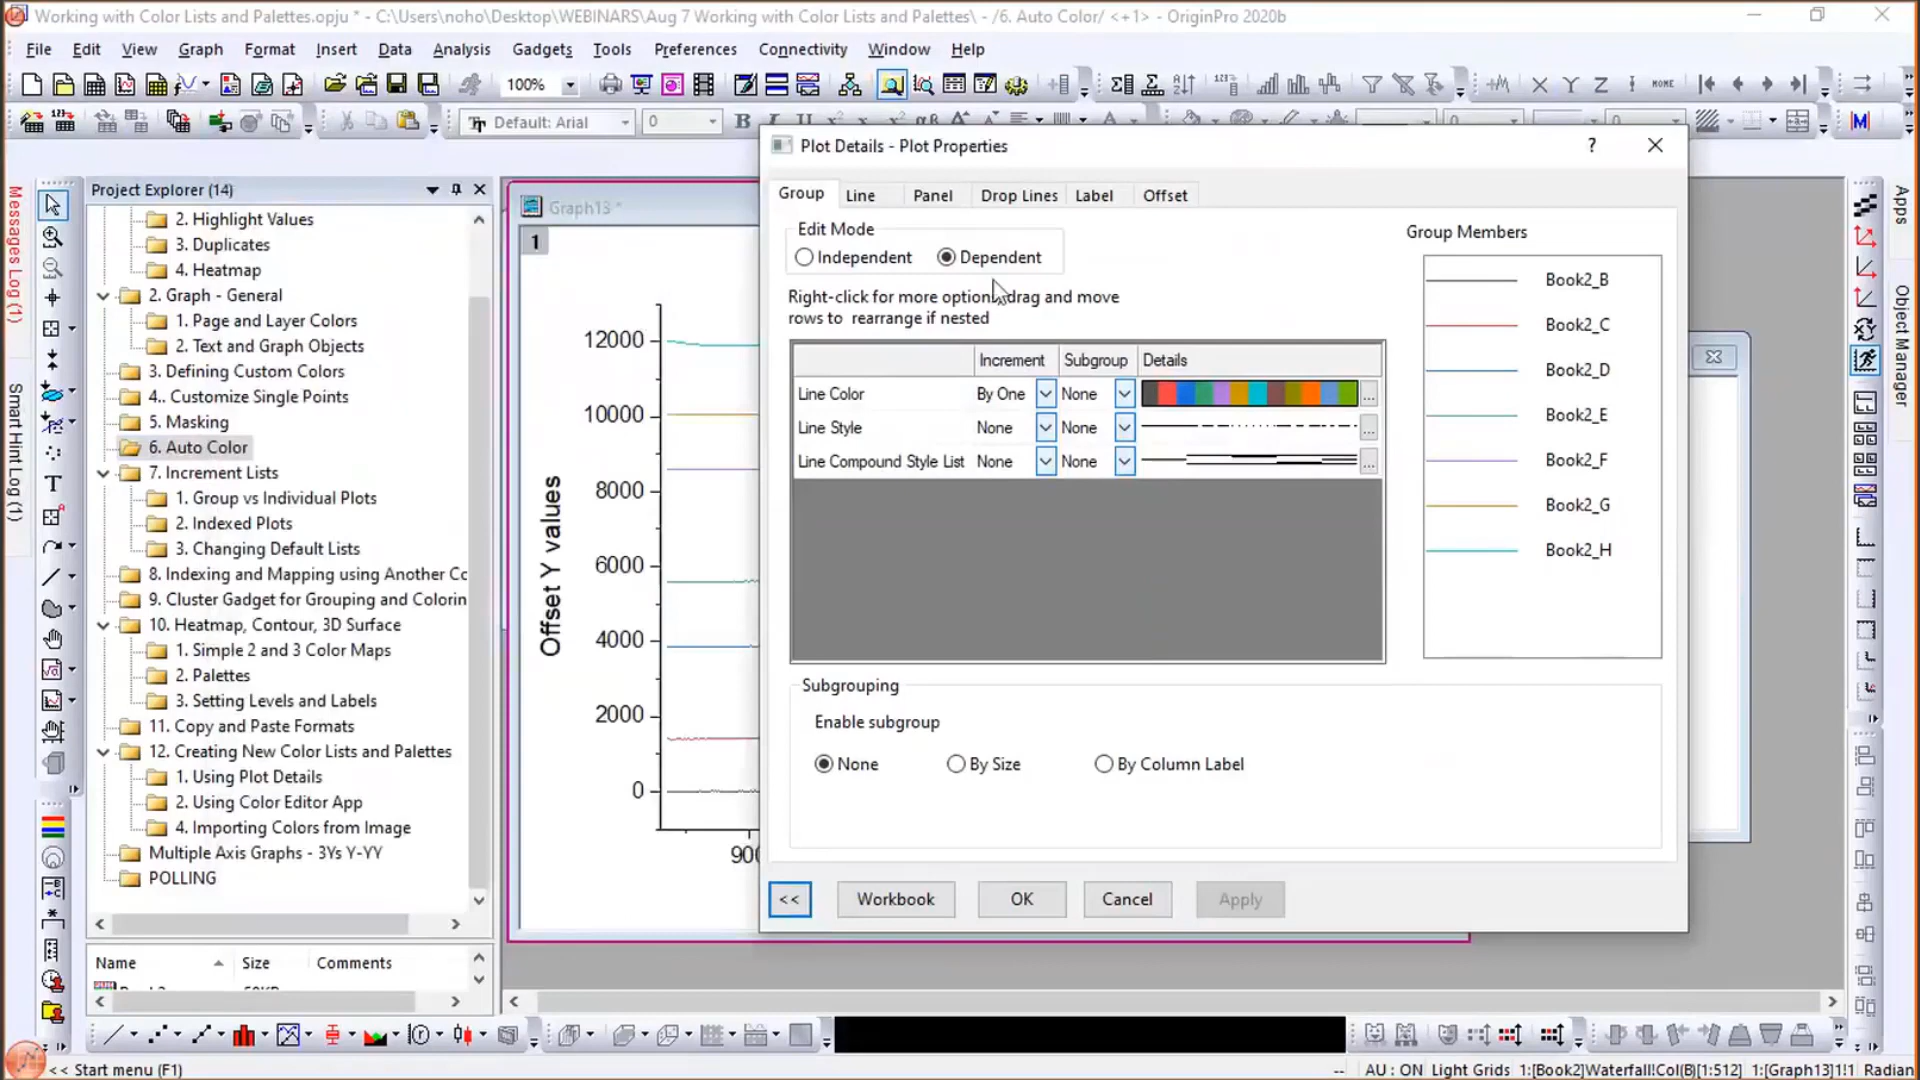 Working with Color Lists and Palettes.opju * - C:\Users\noho\Desktop\WEBINARS\Aug 7 Working with Color Lists and Palettes\ - /6. Auto Color/ <+1> - OriginPro 2020b
File Edit View Graph Format Insert Data Analysis Gadgets Tools Preferences Connectivity Window Help
100%
Default: Arial 0
Messages Log (1)
Smart Hint Log (1)
Project Explorer (14)
2. Highlight Values
3. Duplicates
4. Heatmap
2. Graph - General
1. Page and Layer Colors
2. Text and Graph Objects
3. Defining Custom Colors
4.. Customize Single Points
5. Masking
6. Auto Color
7. Increment Lists
1. Group vs Individual Plots
2. Indexed Plots
3. Changing Default Lists
8. Indexing and Mapping using Another Co
9. Cluster Gadget for Grouping and Colorin
10. Heatmap, Contour, 3D Surface
1. Simple 2 and 3 Color Maps
2. Palettes
3. Setting Levels and Labels
11. Copy and Paste Formats
12. Creating New Color Lists and Palettes
1. Using Plot Details
2. Using Color Editor App
4. Importing Colors from Image
Multiple Axis Graphs - 3Ys Y-YY
POLLING
Name Size Comments
Graph13 *
1
Offset Y values
12000
10000
8000
6000
4000
2000
0
900
Plot Details - Plot Properties
Group Line Panel Drop Lines Label Offset
Edit Mode
Independent Dependent
Right-click for more option drag and move
rows to rearrange if nested
Increment Subgroup Details
Line Color By One None
Line Style None None
Line Compound Style List None None
Group Members
Book2_B
Book2_C
Book2_D
Book2_E
Book2_F
Book2_G
Book2_H
Subgrouping
Enable subgroup
None By Size By Column Label
<< Workbook OK Cancel Apply
Apps
Object Manager
<< Start menu (F1)
-- AU : ON Light Grids 1:[Book2]Waterfall!Col(B)[1:512] 1:[Graph13]1!1 Radian